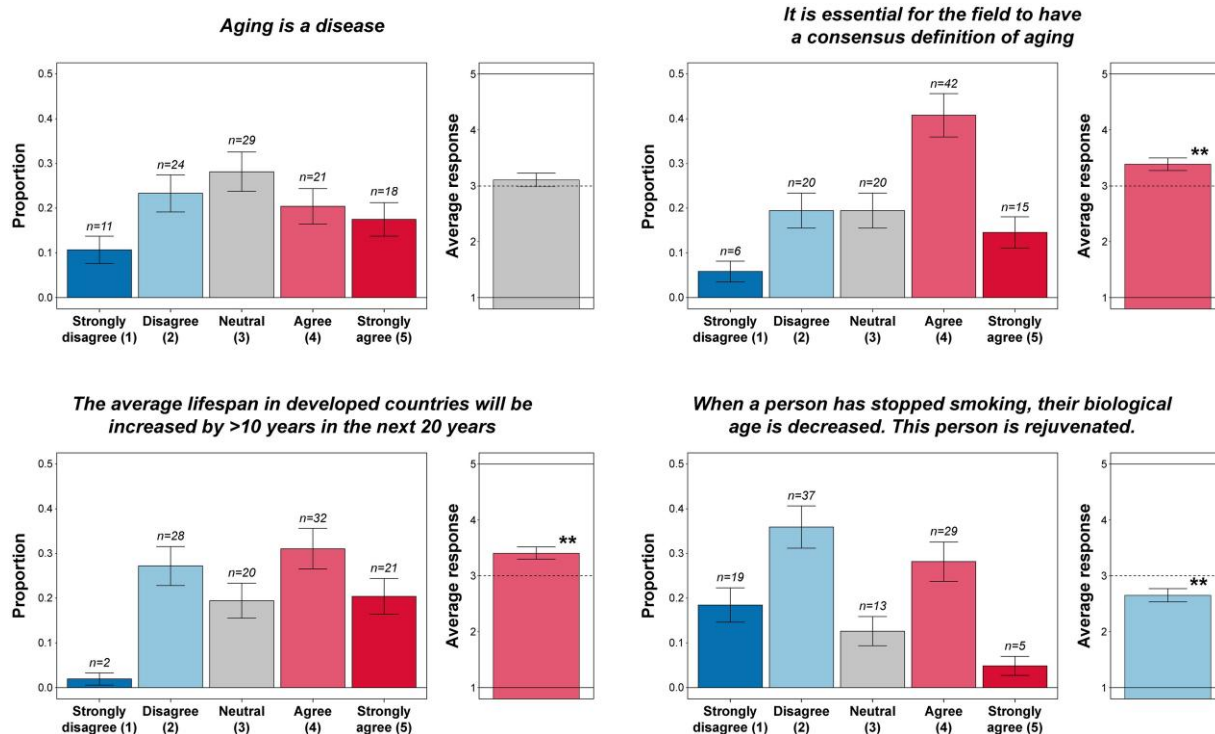 Aging is a disease
Proportion
0.5
0.4
0.3
0.2
0.1
0.0
n=11
n=24
n=29
n=21
n=18
Strongly
disagree (1)
Disagree
(2)
Neutral
(3)
Agree
(4)
Strongly
agree (5)
Average response
5
4
3
2
1
It is essential for the field to have
a consensus definition of aging
Proportion
0.5
0.4
0.3
0.2
0.1
0.0
n=6
n=20
n=20
n=42
n=15
Strongly
disagree (1)
Disagree
(2)
Neutral
(3)
Agree
(4)
Strongly
agree (5)
Average response
5
4
3
2
1
**
The average lifespan in developed countries will be
increased by >10 years in the next 20 years
Proportion
0.5
0.4
0.3
0.2
0.1
0.0
n=2
n=28
n=20
n=32
n=21
Strongly
disagree (1)
Disagree
(2)
Neutral
(3)
Agree
(4)
Strongly
agree (5)
Average response
5
4
3
2
1
**
When a person has stopped smoking, their biological
age is decreased. This person is rejuvenated.
Proportion
0.5
0.4
0.3
0.2
0.1
0.0
n=19
n=37
n=13
n=29
n=5
Strongly
disagree (1)
Disagree
(2)
Neutral
(3)
Agree
(4)
Strongly
agree (5)
Average response
5
4
3
2
1
**